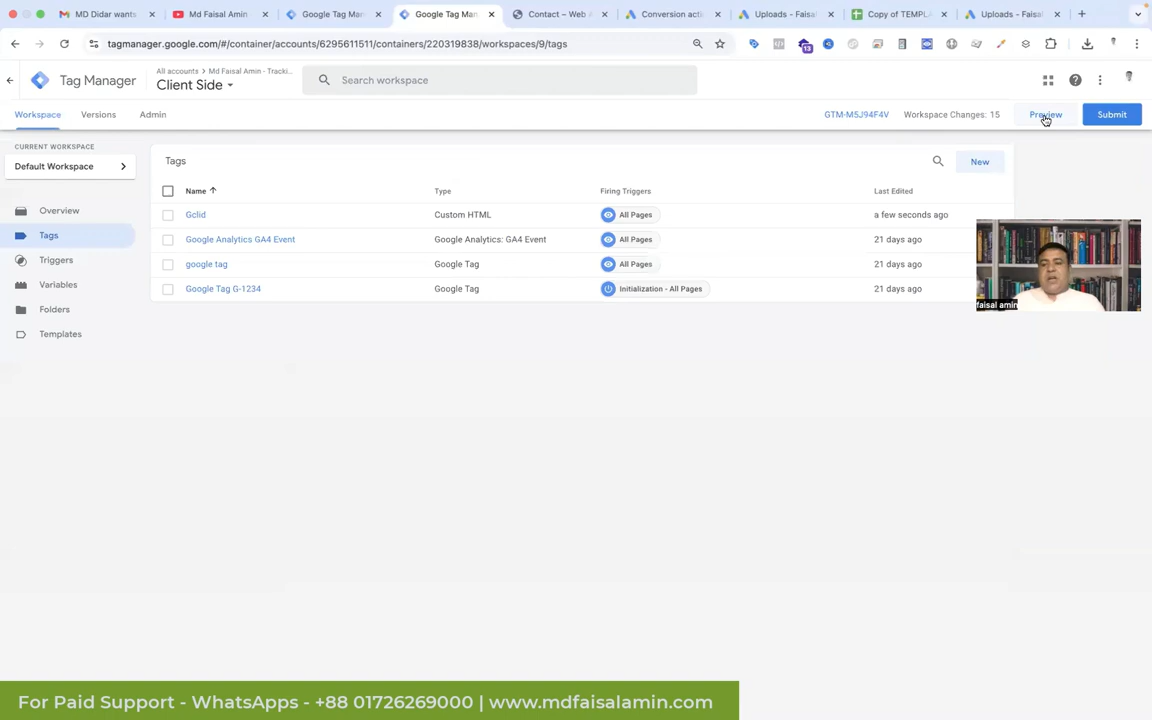 MD Didar wants
Md Faisal Amin
Google Tag Man
Google Tag Man
Contact – Web A
Conversion acti
Uploads - Faisal
Copy of TEMPLA
Uploads - Faisal
tagmanager.google.com/#/container/accounts/6295611511/containers/220319838/workspaces/9/tags
13
Tag Manager
All accounts > Md Faisal Amin - Tracki...
Client Side
Search workspace
Workspace
Versions
Admin
GTM-M5J94F4V
Workspace Changes: 15
Preview
Submit
CURRENT WORKSPACE
Default Workspace
Overview
Tags
Triggers
Variables
Folders
Templates
Tags
New
Name Type Firing Triggers Last Edited
Gclid Custom HTML All Pages a few seconds ago
Google Analytics GA4 Event Google Analytics: GA4 Event All Pages 21 days ago
google tag Google Tag All Pages 21 days ago
Google Tag G-1234 Google Tag Initialization - All Pages 21 days ago
faisal amin
For Paid Support - WhatsApps - +88 01726269000 | www.mdfaisalamin.com